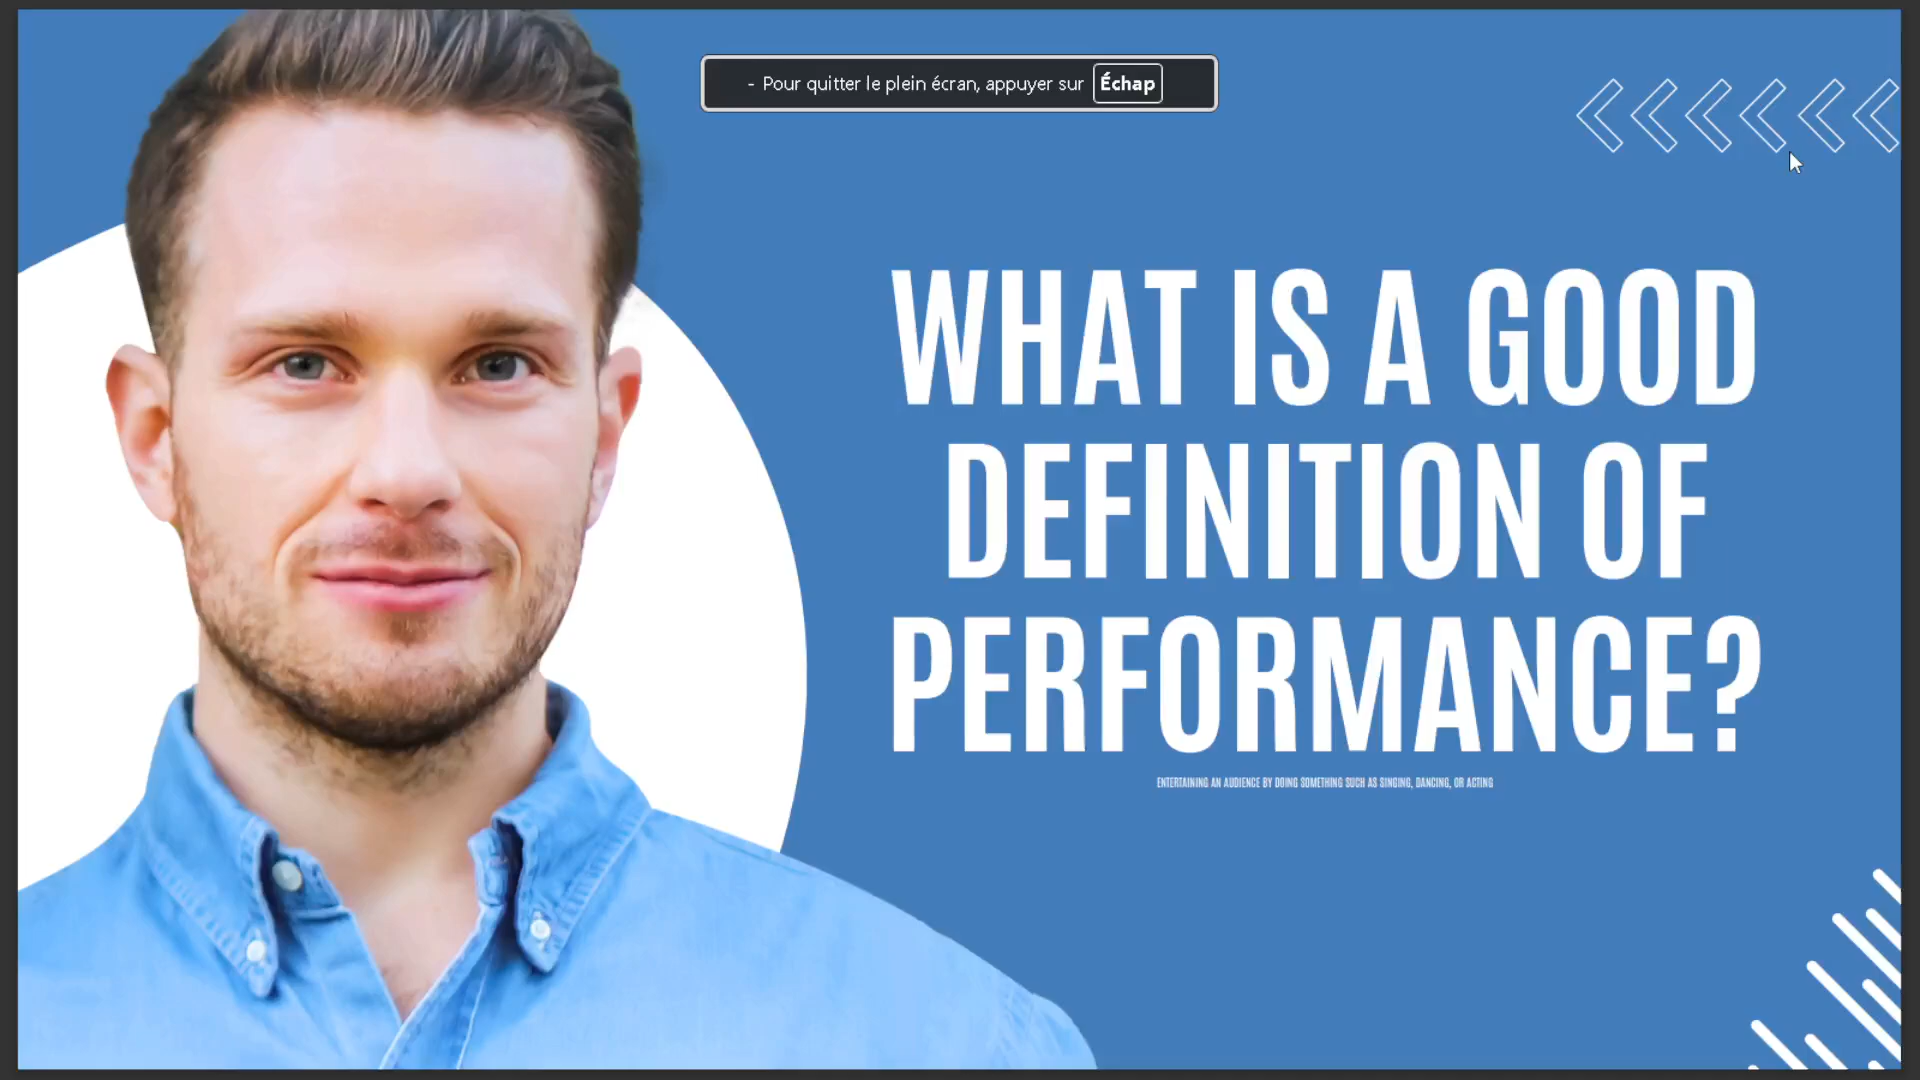 - Pour quitter le plein écran, appuyer sur Échap
WHAT IS A GOOD
DEFINITION OF
PERFORMANCE?
ENTERTAINING AN AUDIENCE BY DOING SOMETHING SUCH AS SINGING, DANCING, OR ACTING